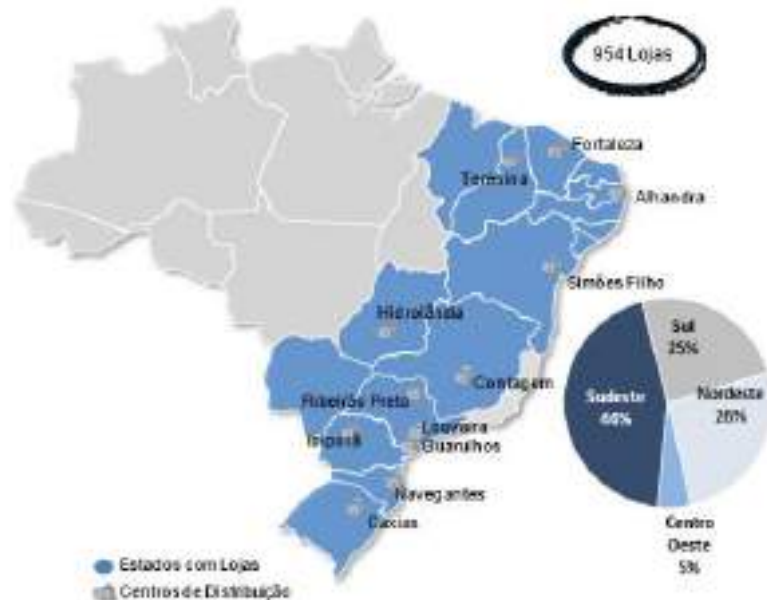 954 Lojas
Fortaleza
Teresina
Alhandra
Simões Filho
Hidrolândia
Contagem
Ribeirão Preto
Louveira
Guarulhos
Ibiporã
Navegantes
Caxias
Sul
25%
Sudeste
Nordeste
26%
Centro
Oeste
5%
Estados com Lojas
Centros de Distribuição